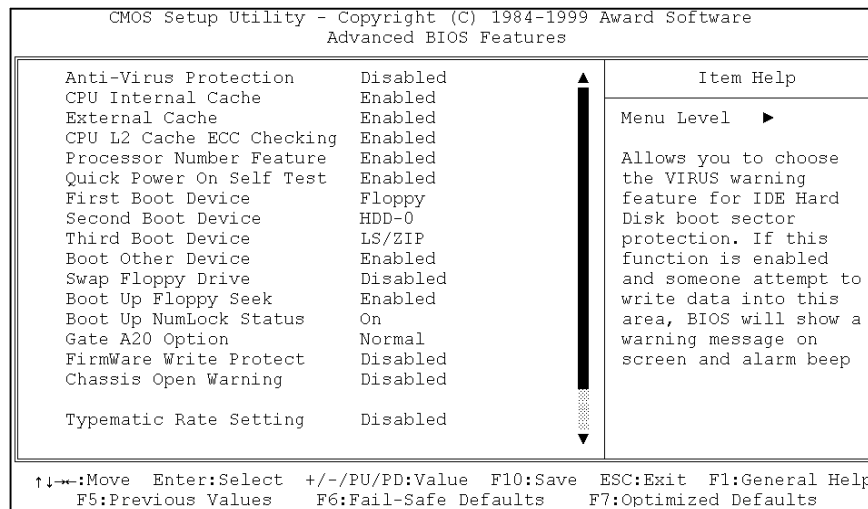 CMOS Setup Utility - Copyright (C) 1984-1999 Award Software
Advanced BIOS Features
Anti-Virus Protection Disabled
CPU Internal Cache Enabled
External Cache Enabled
CPU L2 Cache ECC Checking Enabled
Processor Number Feature Enabled
Quick Power On Self Test Enabled
First Boot Device Floppy
Second Boot Device HDD-0
Third Boot Device LS/ZIP
Boot Other Device Enabled
Swap Floppy Drive Disabled
Boot Up Floppy Seek Enabled
Boot Up NumLock Status On
Gate A20 Option Normal
FirmWare Write Protect Disabled
Chassis Open Warning Disabled
Typematic Rate Setting Disabled
Item Help
Menu Level ►
Allows you to choose
the VIRUS warning
feature for IDE Hard
Disk boot sector
protection. If this
function is enabled
and someone attempt to
write data into this
area, BIOS will show a
warning message on
screen and alarm beep
↑↓→←:Move Enter:Select +/-/PU/PD:Value F10:Save ESC:Exit F1:General Help
F5:Previous Values F6:Fail-Safe Defaults F7:Optimized Defaults